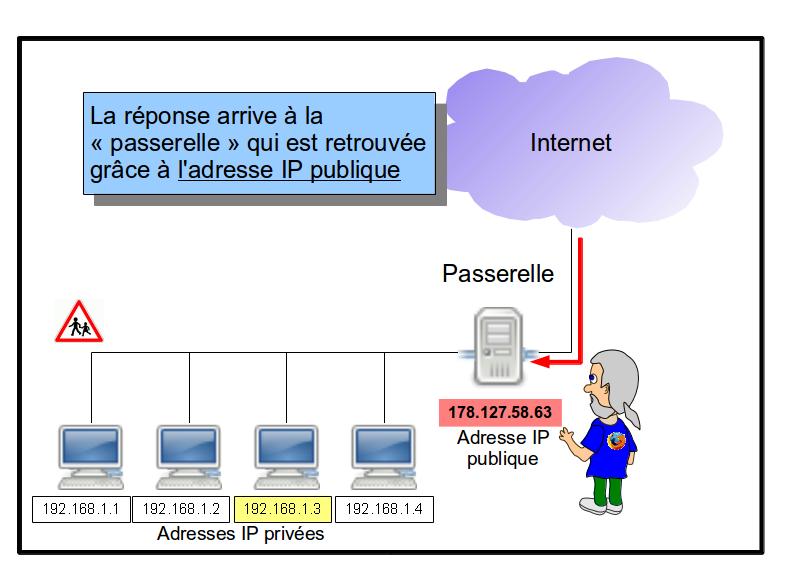 La réponse arrive à la
« passerelle » qui est retrouvée
grâce à l'adresse IP publique
Internet
Passerelle
178.127.58.63
Adresse IP
publique
192.168.1.1
192.168.1.2
192.168.1.3
192.168.1.4
Adresses IP privées